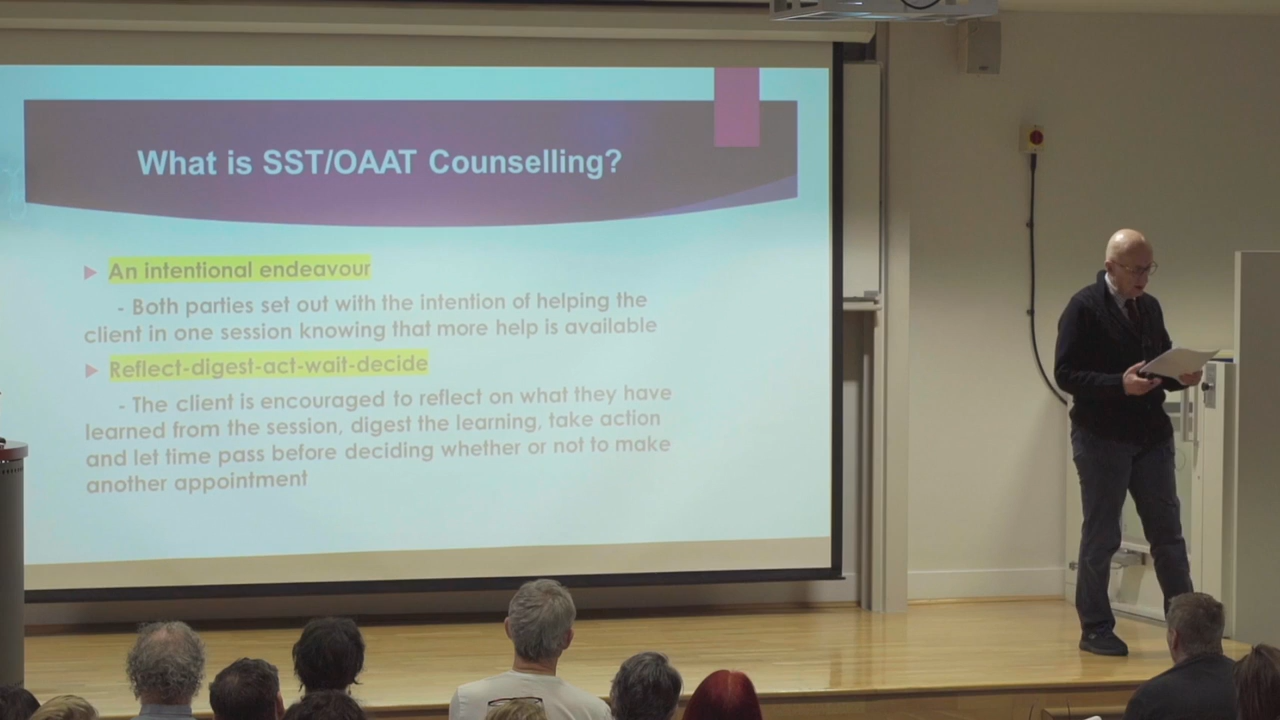 What is SST/OAAT Counselling?
An intentional endeavour
- Both parties set out with the intention of helping the
client in one session knowing that more help is available
Reflect-digest-act-wait-decide
- The client is encouraged to reflect on what they have
learned from the session, digest the learning, take action
and let time pass before deciding whether or not to make
another appointment